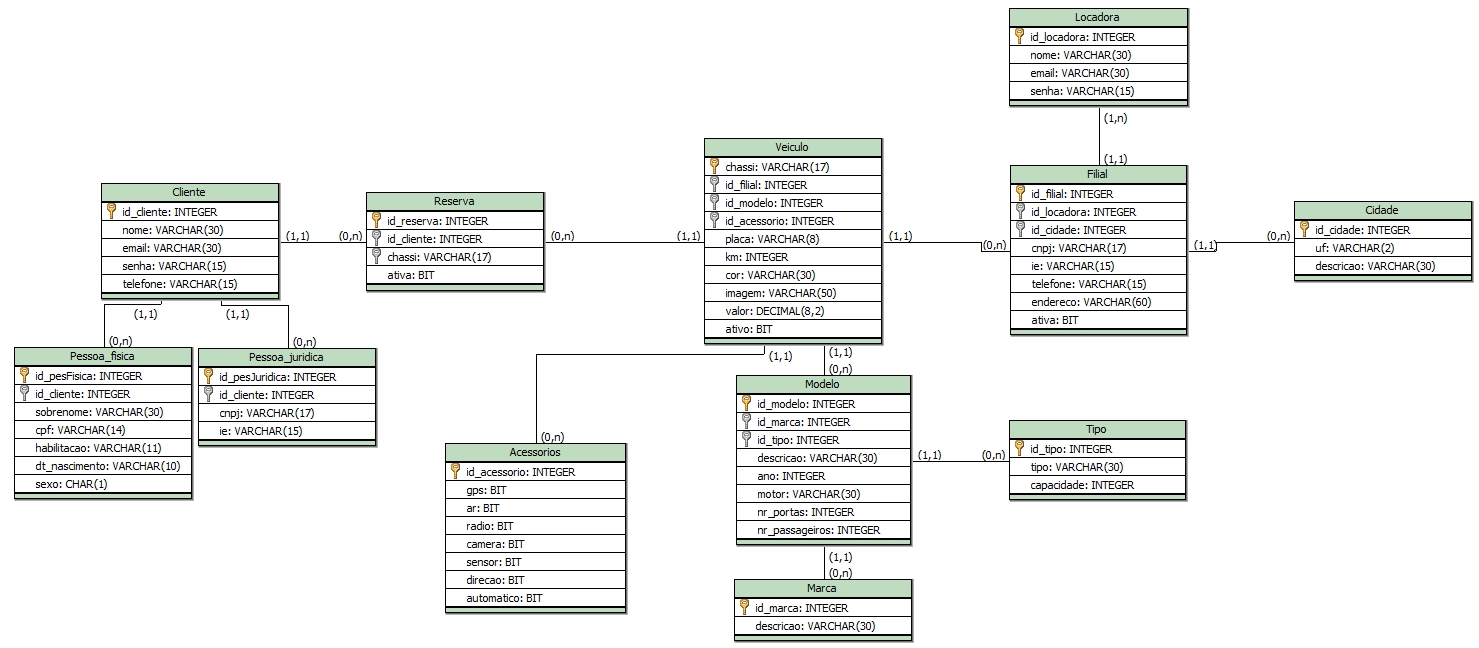 Locadora
id_locadora: INTEGER
nome: VARCHAR(30)
email: VARCHAR(30)
senha: VARCHAR(15)
(1,n)
(1,1)
Filial
id_filial: INTEGER
id_locadora: INTEGER
id_cidade: INTEGER
cnpj: VARCHAR(17)
ie: VARCHAR(15)
telefone: VARCHAR(15)
endereco: VARCHAR(60)
ativa: BIT
(1,1)
(0,n)
Cidade
id_cidade: INTEGER
uf: VARCHAR(2)
descricao: VARCHAR(30)
Veiculo
chassi: VARCHAR(17)
id_filial: INTEGER
id_modelo: INTEGER
id_acessorio: INTEGER
placa: VARCHAR(8)
km: INTEGER
cor: VARCHAR(30)
imagem: VARCHAR(50)
valor: DECIMAL(8,2)
ativo: BIT
(1,1)
(0,n)
Cliente
id_cliente: INTEGER
nome: VARCHAR(30)
email: VARCHAR(30)
senha: VARCHAR(15)
telefone: VARCHAR(15)
(1,1)
(0,n)
Reserva
id_reserva: INTEGER
id_cliente: INTEGER
chassi: VARCHAR(17)
ativa: BIT
(0,n)
(1,1)
(1,1)
(1,1)
(0,n)
(0,n)
Pessoa_fisica
id_pesFisica: INTEGER
id_cliente: INTEGER
sobrenome: VARCHAR(30)
cpf: VARCHAR(14)
habilitacao: VARCHAR(11)
dt_nascimento: VARCHAR(10)
sexo: CHAR(1)
Pessoa_juridica
id_pesJuridica: INTEGER
id_cliente: INTEGER
cnpj: VARCHAR(17)
ie: VARCHAR(15)
(1,1)
(0,n)
Acessorios
id_acessorio: INTEGER
gps: BIT
ar: BIT
radio: BIT
camera: BIT
sensor: BIT
direcao: BIT
automatico: BIT
(1,1)
(0,n)
Modelo
id_modelo: INTEGER
id_marca: INTEGER
id_tipo: INTEGER
descricao: VARCHAR(30)
ano: INTEGER
motor: VARCHAR(30)
nr_portas: INTEGER
nr_passageiros: INTEGER
(1,1)
(0,n)
Tipo
id_tipo: INTEGER
tipo: VARCHAR(30)
capacidade: INTEGER
(1,1)
(0,n)
Marca
id_marca: INTEGER
descricao: VARCHAR(30)